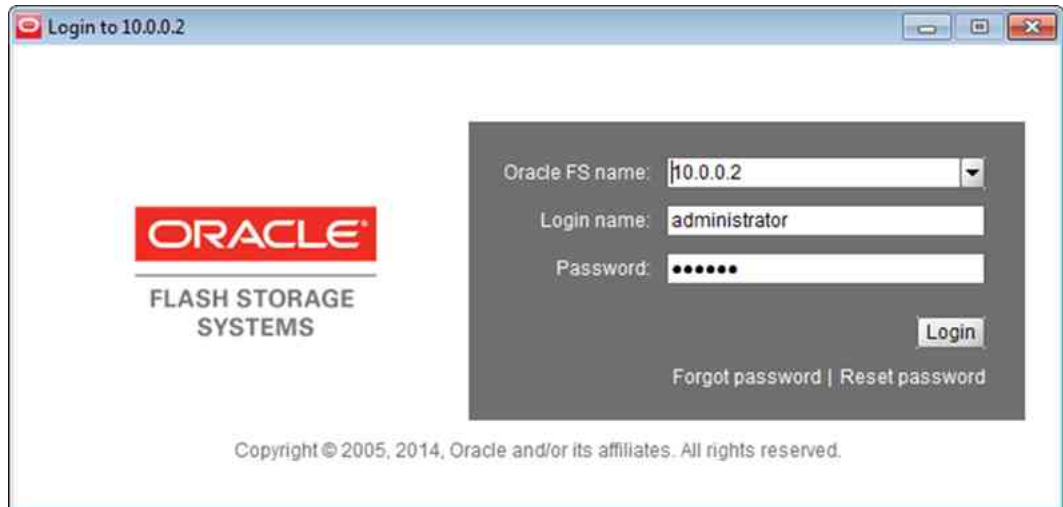 Login to 10.0.0.2
Oracle FS name: 10.0.0.2
Login name: administrator
Password: ••••••
ORACLE®
FLASH STORAGE
SYSTEMS
Login
Forgot password | Reset password
Copyright © 2005, 2014, Oracle and/or its affiliates. All rights reserved.